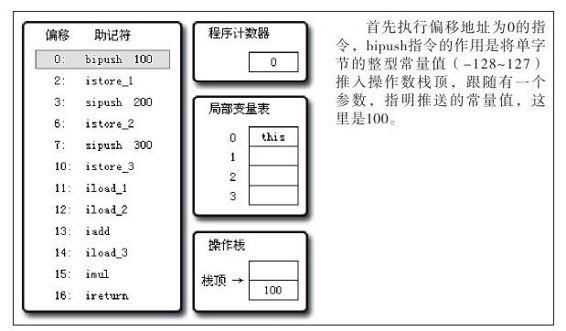 偏移 助记符
0: bipush 100
2: istore_1
3: sipush 200
6: istore_2
7: sipush 300
10: istore_3
11: iload_1
12: iload_2
13: iadd
14: iload_3
15: imul
16: ireturn
程序计数器
0
局部变量表
0 this
1
2
3
操作栈
栈顶 →
100
首先执行偏移地址为0的指
令，bipush指令的作用是将单字
节的整型常量值（-128~127）
推入操作数栈顶，跟随有一个
参数，指明推送的常量值，这
里是100。